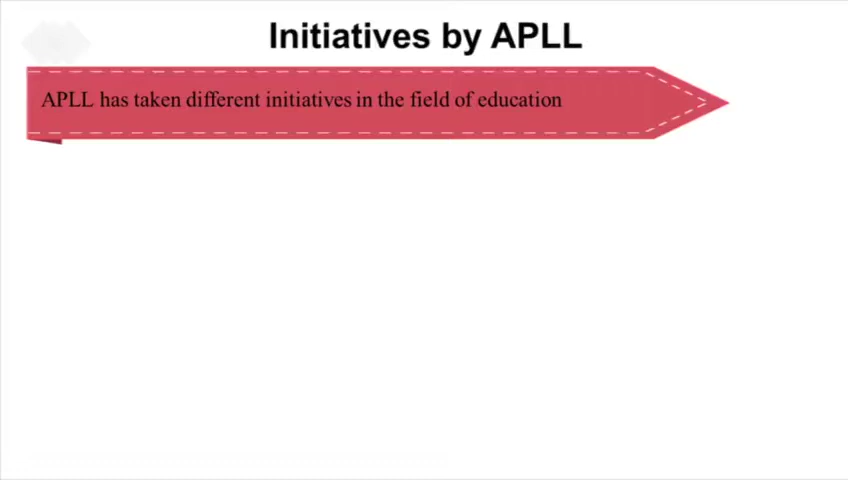 Initiatives by APLL
APLL has taken different initiatives in the field of education